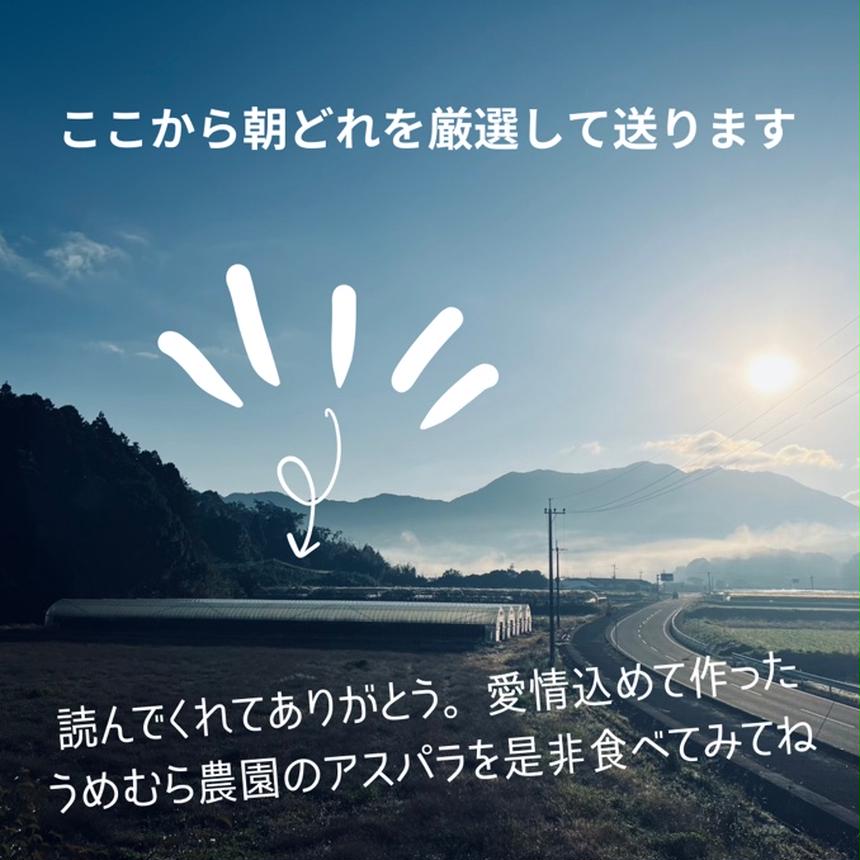 ここから朝どれを厳選して送ります
読んでくれてありがとう。愛情込めて作った
うめむら農園のアスパラを是非食べてみてね